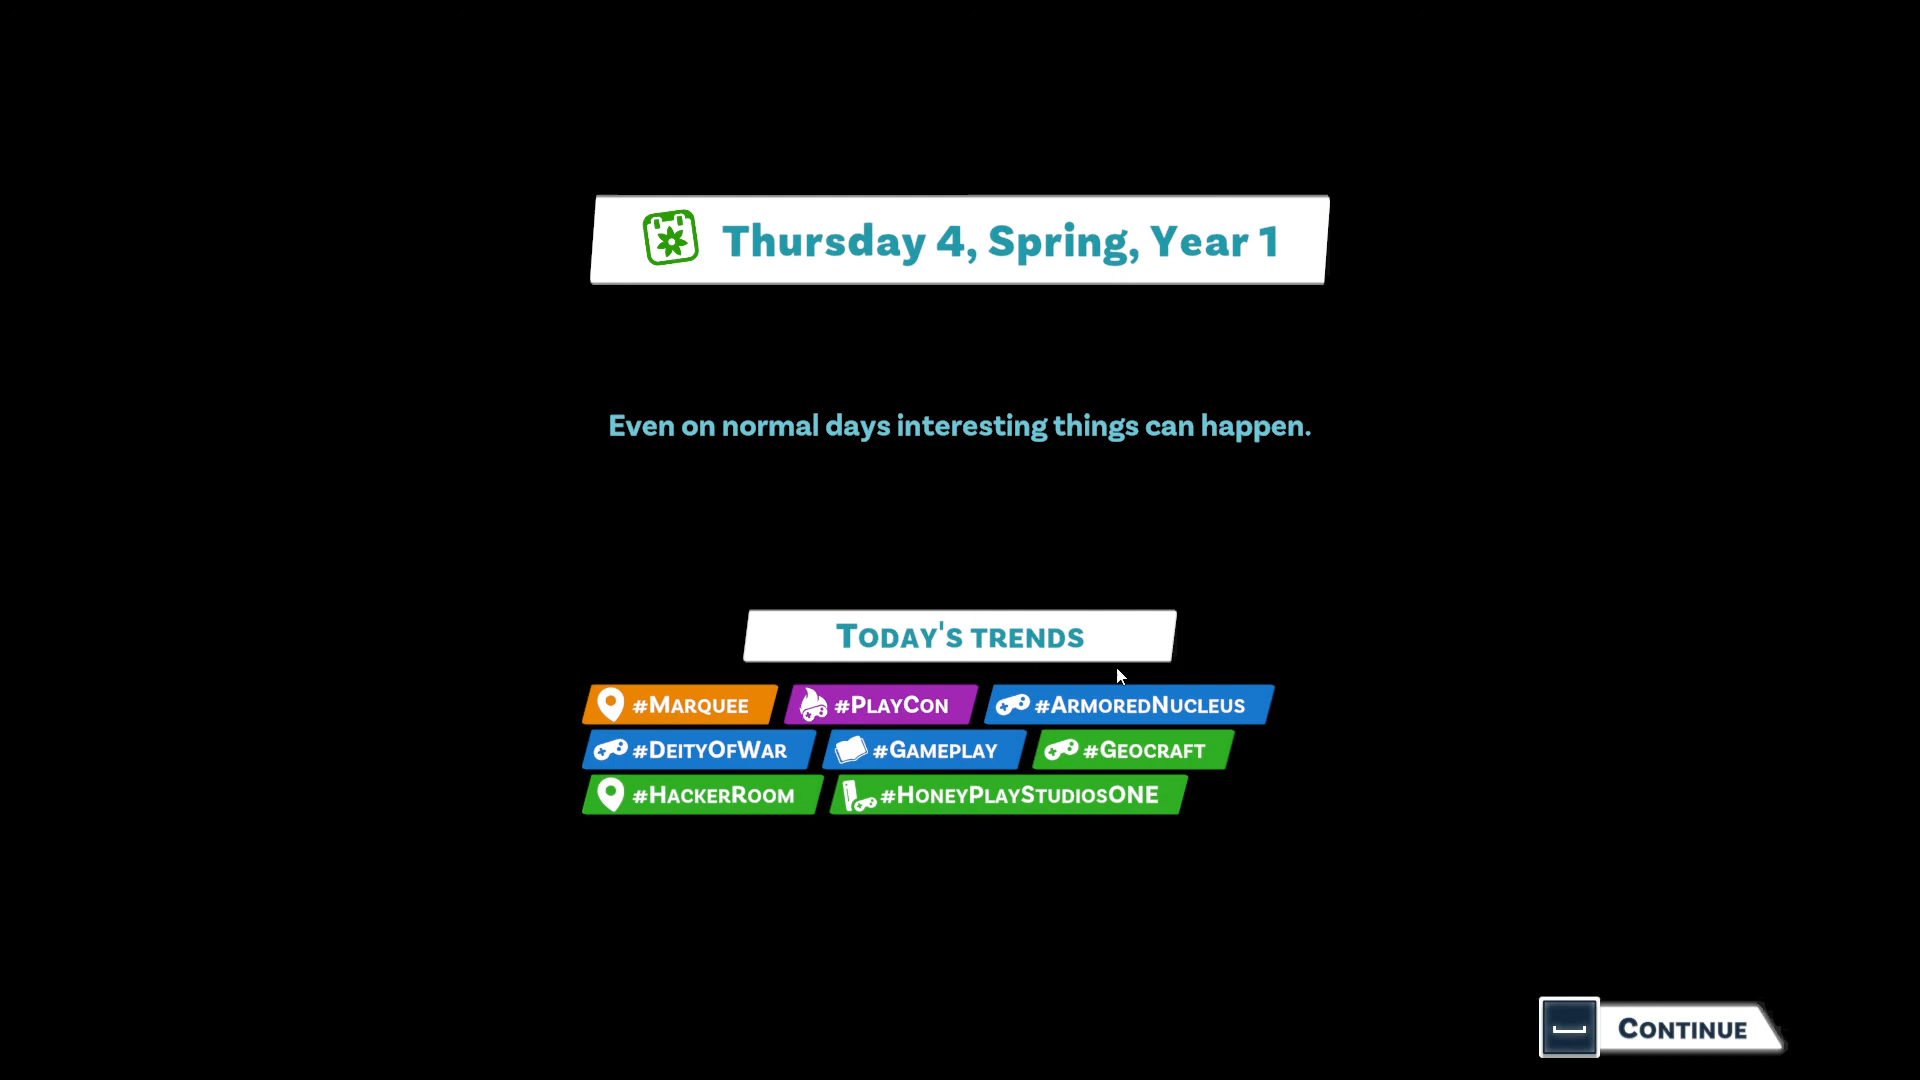 Thursday 4, Spring, Year 1
Even on normal days interesting things can happen.
Today's trends
#Marquee #PlayCon #ArmoredNucleus
#DeityOfWar #Gameplay #Geocraft
#HackerRoom #HoneyPlayStudiosONE
Continue